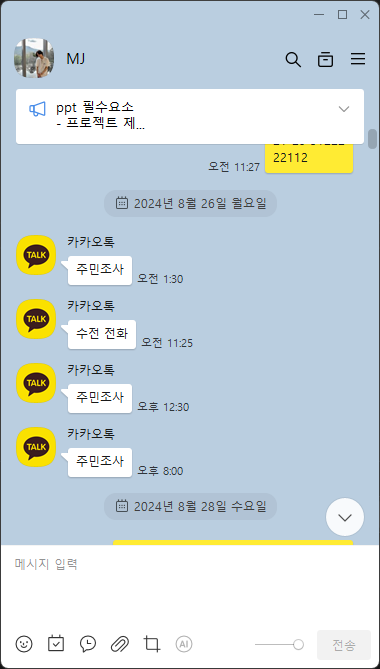 MJ
ppt 필수요소
- 프로젝트 제...
22112
오전 11:27
2024년 8월 26일 월요일
카카오톡
TALK
주민조사
오전 1:30
카카오톡
TALK
수전 전화
오전 11:25
카카오톡
TALK
주민조사
오후 12:30
카카오톡
TALK
주민조사
오후 8:00
2024년 8월 28일 수요일
메시지 입력
AI
전송